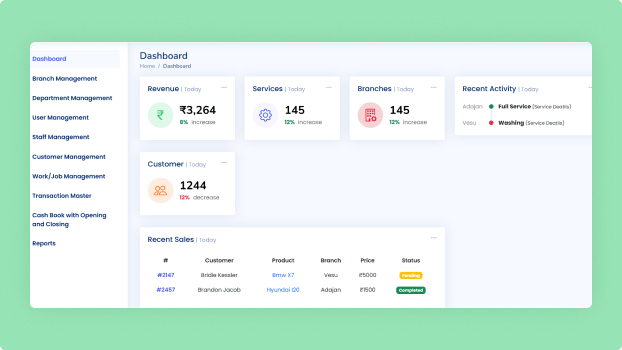 Dashboard
Branch Management
Department Management
User Management
Staff Management
Customer Management
Work/Job Management
Transaction Master
Cash Book with Opening
and Closing
Reports
Dashboard
Home / Dashboard
Revenue | Today
₹3,264
8% increase
Services | Today
145
12% increase
Branches | Today
145
12% increase
Recent Activity | Today
Adajan Full Service (Service Deatils)
Vesu Washing (Service Deatils)
Customer | Today
1244
12% decrease
Recent Sales | Today
# Customer Product Branch Price Status
#2147 Bridie Kessler Bmw X7 Vesu ₹5000 Pending
#2457 Brandon Jacob Hyundai I20 Adajan ₹1500 Completed